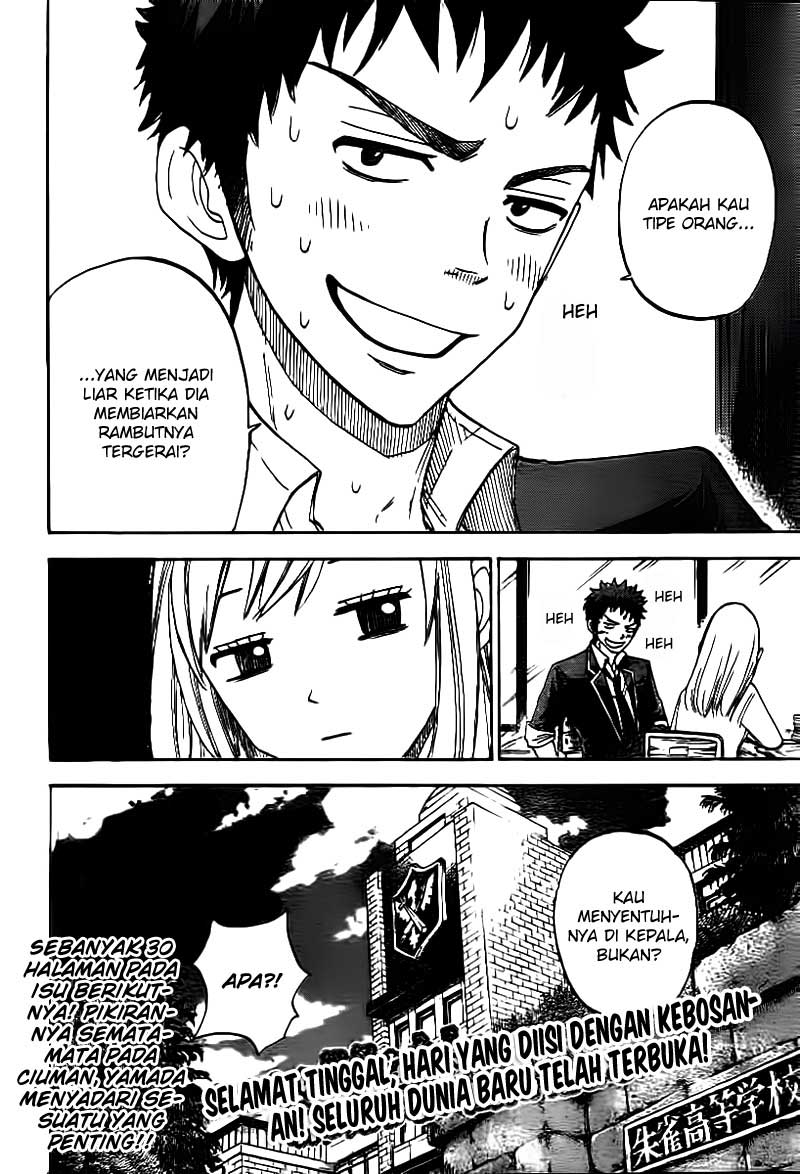 APAKAH KAU
TIPE ORANG...
HEH
...YANG MENJADI
LIAR KETIKA DIA
MEMBIARKAN
RAMBUTNYA
TERGERAI?
HEH
HEH
HEH
KAU
MENYENTUH-
NYA DI KEPALA,
BUKAN?
APA?!
SEBANYAK 30
HALAMAN PADA
ISU BERIKUT-
NYA! PIKIRAN-
NYA SEMATA-
MATA PADA
CIUMAN, YAMADA
MENYADARI SE-
SUATU YANG
PENTING!!
SELAMAT TINGGAL, HARI YANG DIISI DENGAN KEBOSAN-
AN! SELURUH DUNIA BARU TELAH TERBUKA!
朱雀高等学校